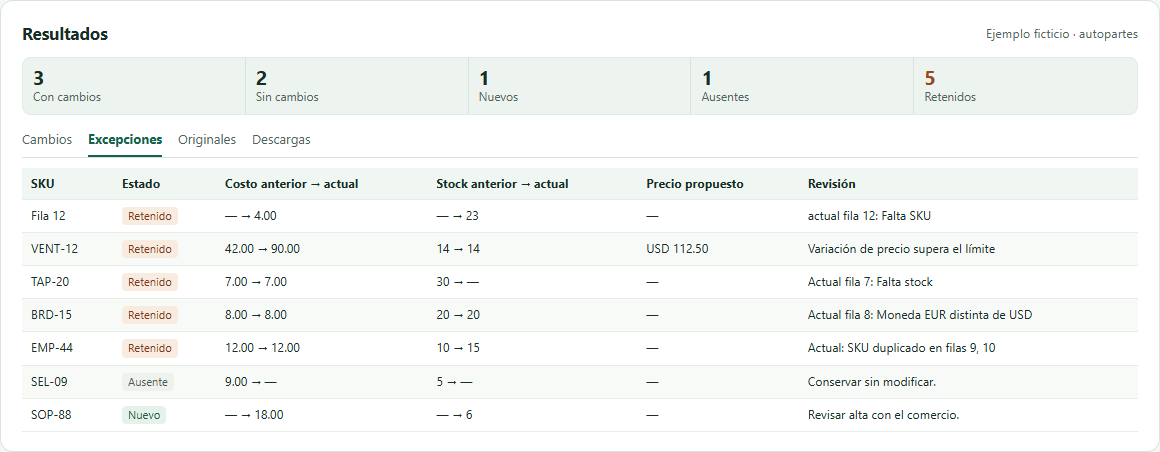 Resultados
Ejemplo ficticio · autopartes
3 2 1 1 5
Con cambios Sin cambios Nuevos Ausentes Retenidos
Cambios Excepciones Originales Descargas
SKU Estado Costo anterior → actual Stock anterior → actual Precio propuesto Revisión
Fila 12 Retenido — → 4.00 — → 23 — actual fila 12: Falta SKU
VENT-12 Retenido 42.00 → 90.00 14 → 14 USD 112.50 Variación de precio supera el límite
TAP-20 Retenido 7.00 → 7.00 30 → — — Actual fila 7: Falta stock
BRD-15 Retenido 8.00 → 8.00 20 → 20 — Actual fila 8: Moneda EUR distinta de USD
EMP-44 Retenido 12.00 → 12.00 10 → 15 — Actual: SKU duplicado en filas 9, 10
SEL-09 Ausente 9.00 → — 5 → — — Conservar sin modificar.
SOP-88 Nuevo — → 18.00 — → 6 — Revisar alta con el comercio.